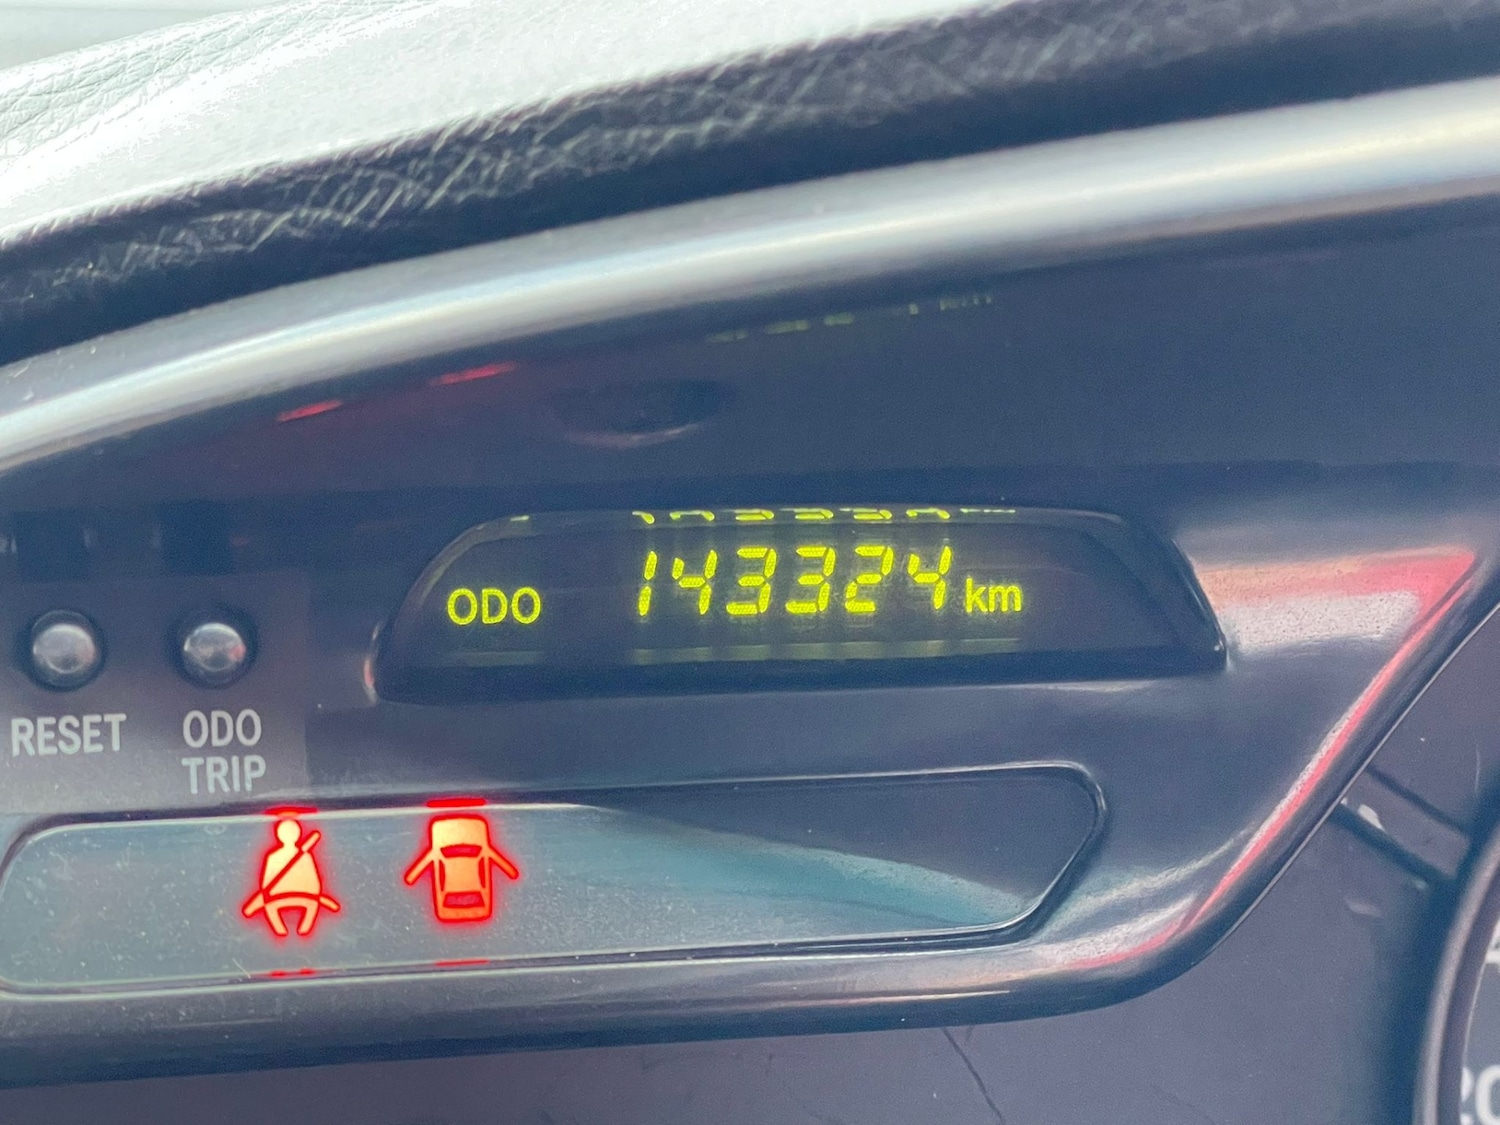 ODO 143324 km
RESET
ODO
TRIP